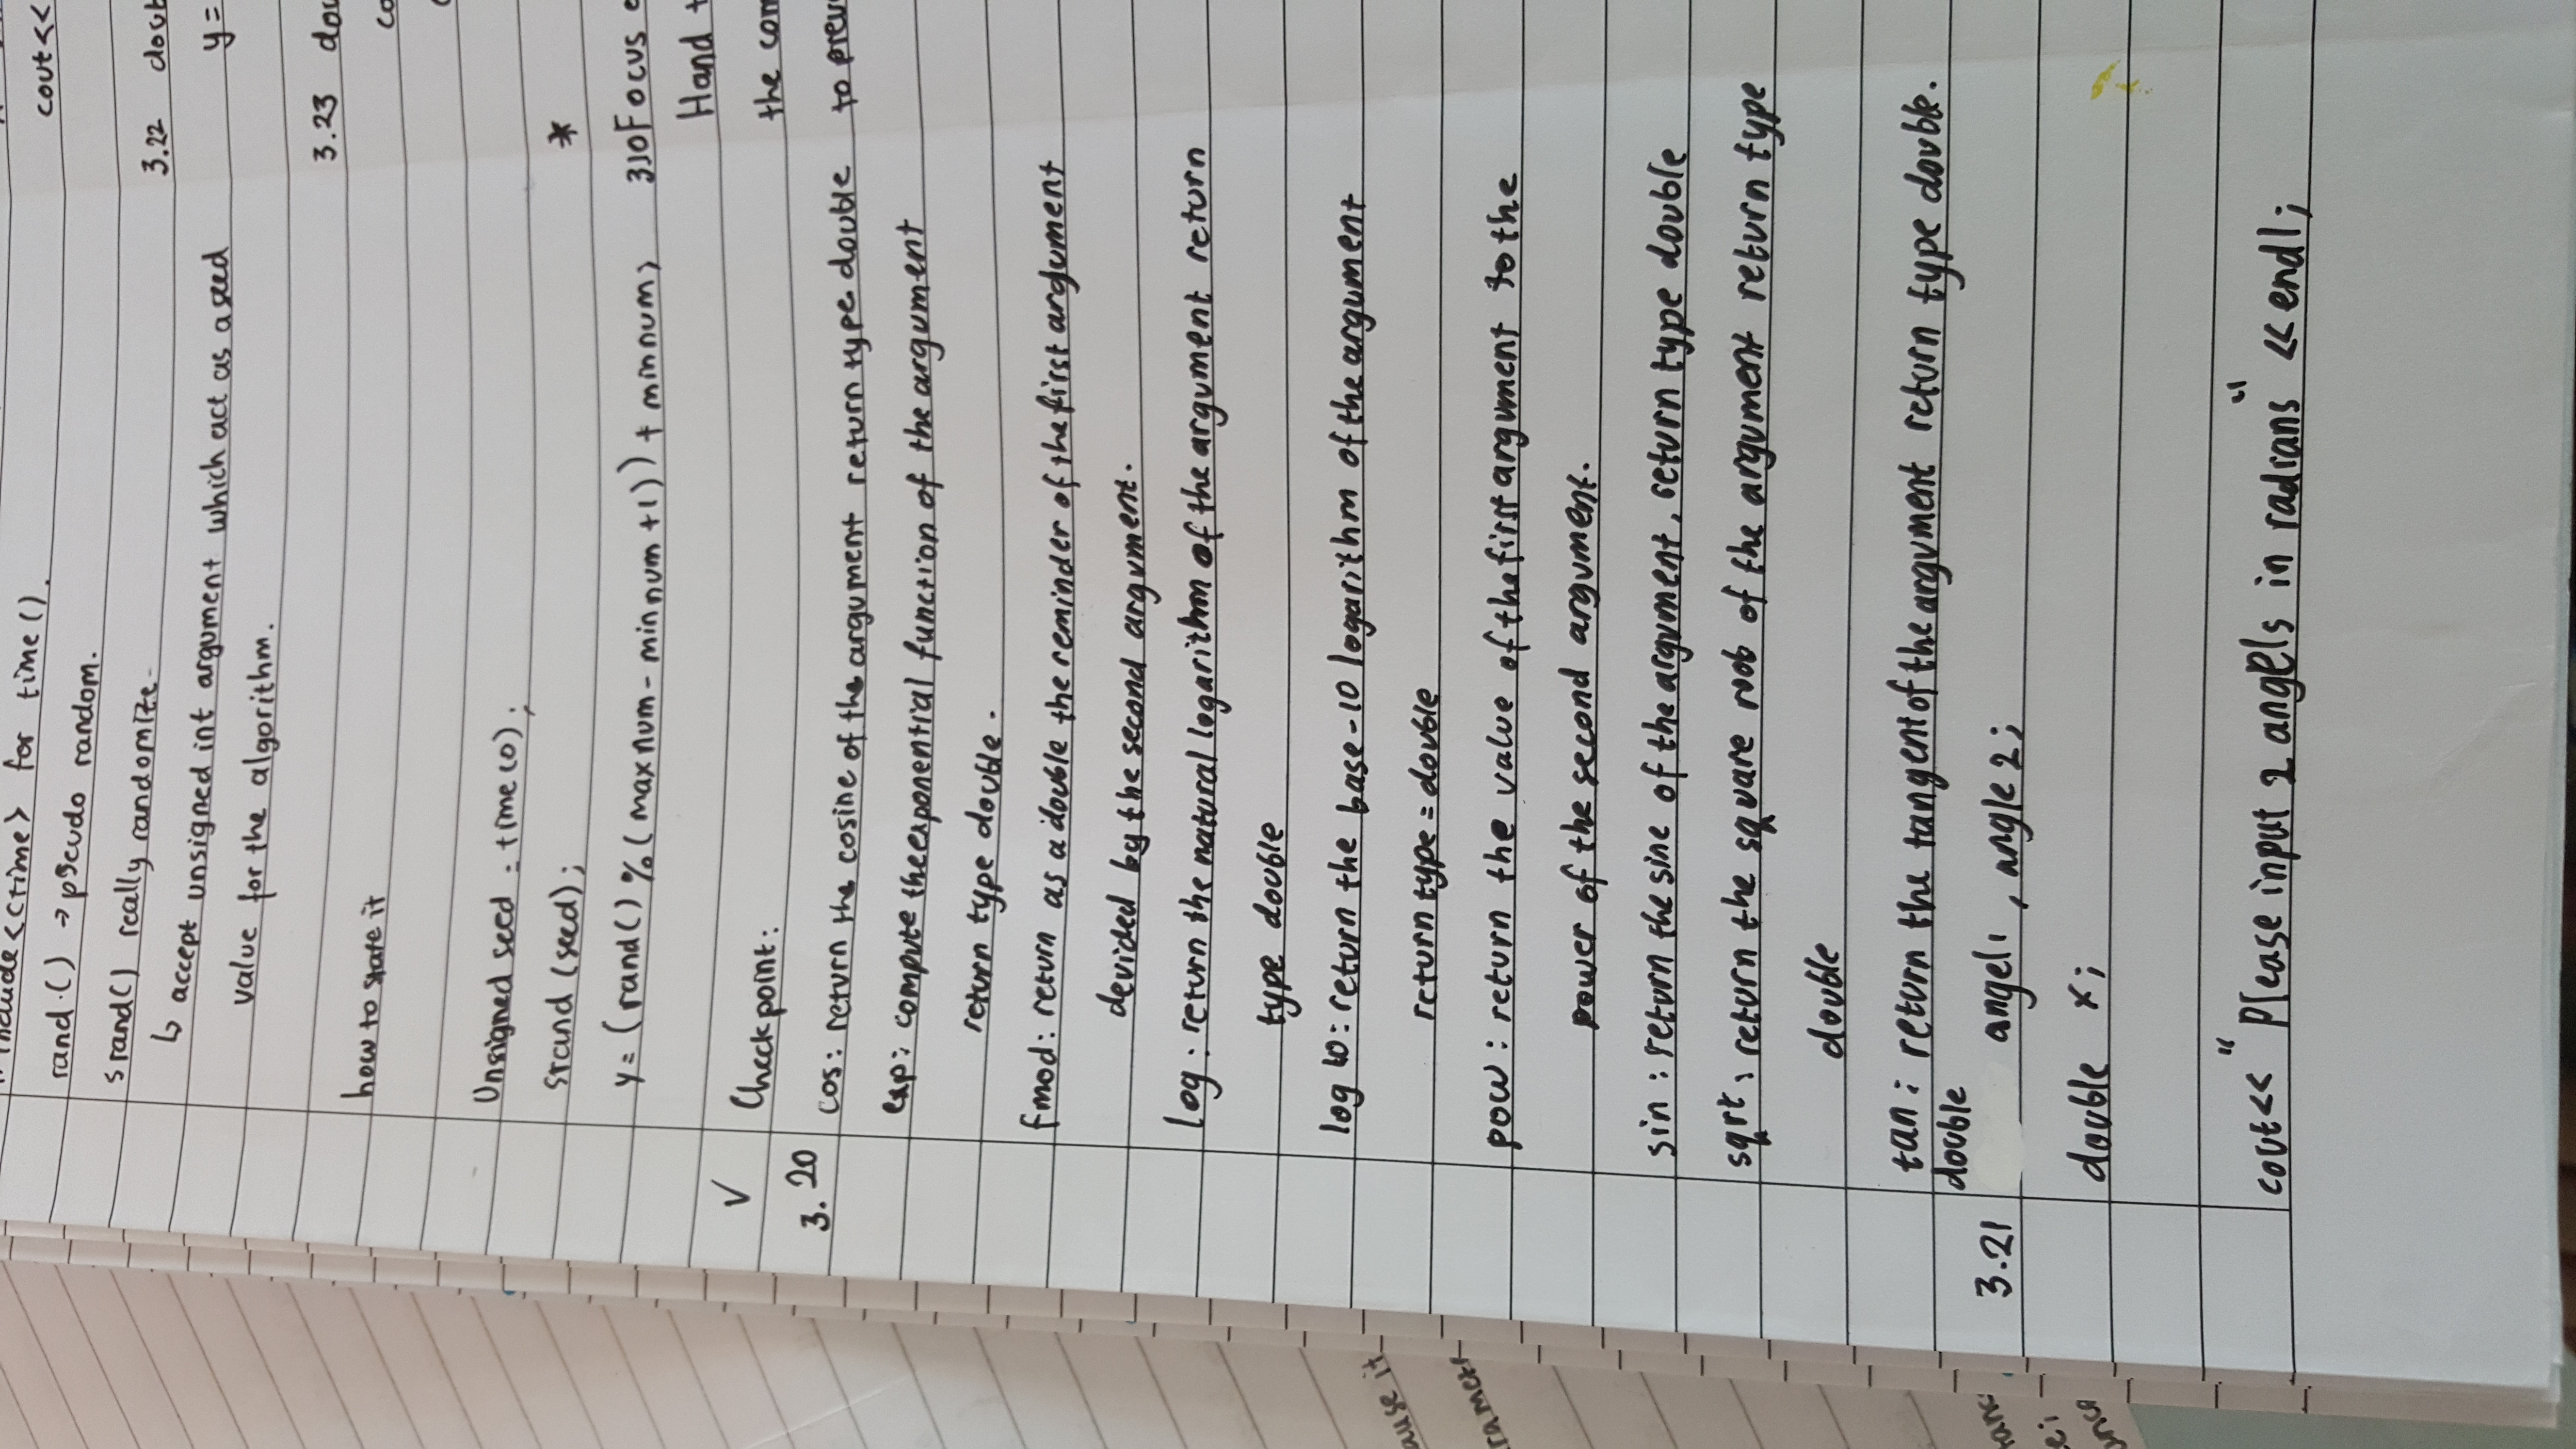 include <ctime> for time().
rand.() → pseudo random.
srand() really randomize.
↳ accept unsigned int argument which act as a seed
value for the algorithm.
how to state it
Unsigned seed = time(0);
srand (seed);
y = (rand() % (maxnum - minnum + 1)) + minnum;
✓ Checkpoint:
3.20 cos: return the cosine of the argument return type double
exp: compute the exponential function of the argument
return type double.
fmod: return as a double the reminder of the first argument
devided by the second argument.
log: return the natural logarithm of the argument return
type double
log 10: return the base-10 logarithm of the argument
return type = double
pow: return the value of the first argument to the
power of the second argument.
sin: return the sine of the argument, return type double
sqrt: return the square roob of the argument return type
double
tan: return the tangent of the argument return type double.
double
3.21 angel1, angle 2;
double x;
cout<< "Please input 2 angels in radians" << endl;
cout<<
3.22 doub
y =
3.23 dou
co
*
310 Focus
Hand
the com
to prev
ause it